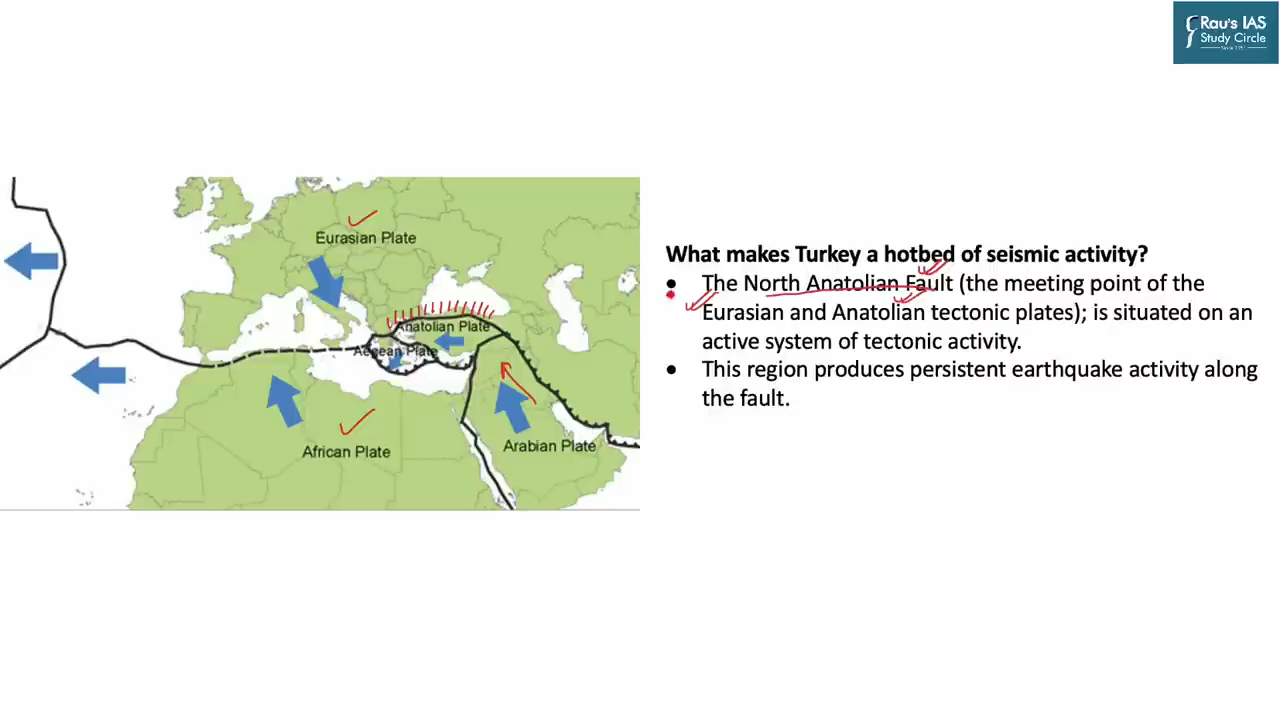 Rau's IAS
Study Circle
Eurasian Plate
Anatolian Plate
Aegean Plate
African Plate
Arabian Plate
What makes Turkey a hotbed of seismic activity?
● The North Anatolian Fault (the meeting point of the
Eurasian and Anatolian tectonic plates); is situated on an
active system of tectonic activity.
● This region produces persistent earthquake activity along
the fault.